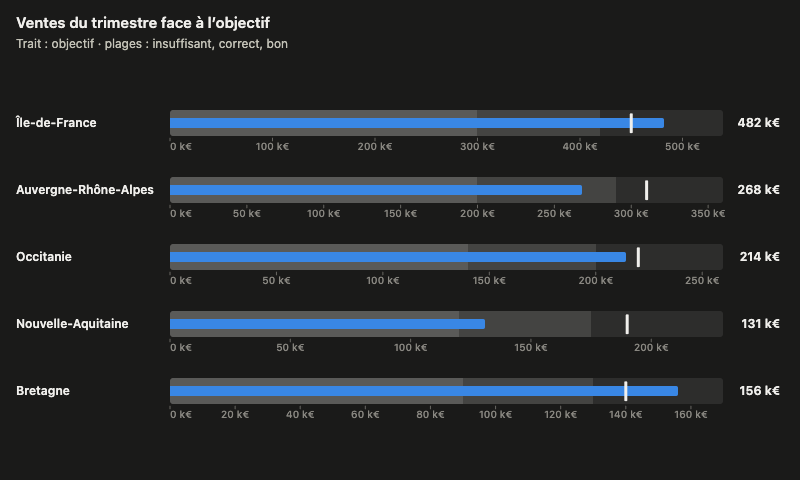 Ventes du trimestre face à l’objectif
Trait : objectif · plages : insuffisant, correct, bon
Île-de-France
482 k€
0 k€ 100 k€ 200 k€ 300 k€ 400 k€ 500 k€
Auvergne-Rhône-Alpes
268 k€
0 k€ 50 k€ 100 k€ 150 k€ 200 k€ 250 k€ 300 k€ 350 k€
Occitanie
214 k€
0 k€ 50 k€ 100 k€ 150 k€ 200 k€ 250 k€
Nouvelle-Aquitaine
131 k€
0 k€ 50 k€ 100 k€ 150 k€ 200 k€
Bretagne
156 k€
0 k€ 20 k€ 40 k€ 60 k€ 80 k€ 100 k€ 120 k€ 140 k€ 160 k€